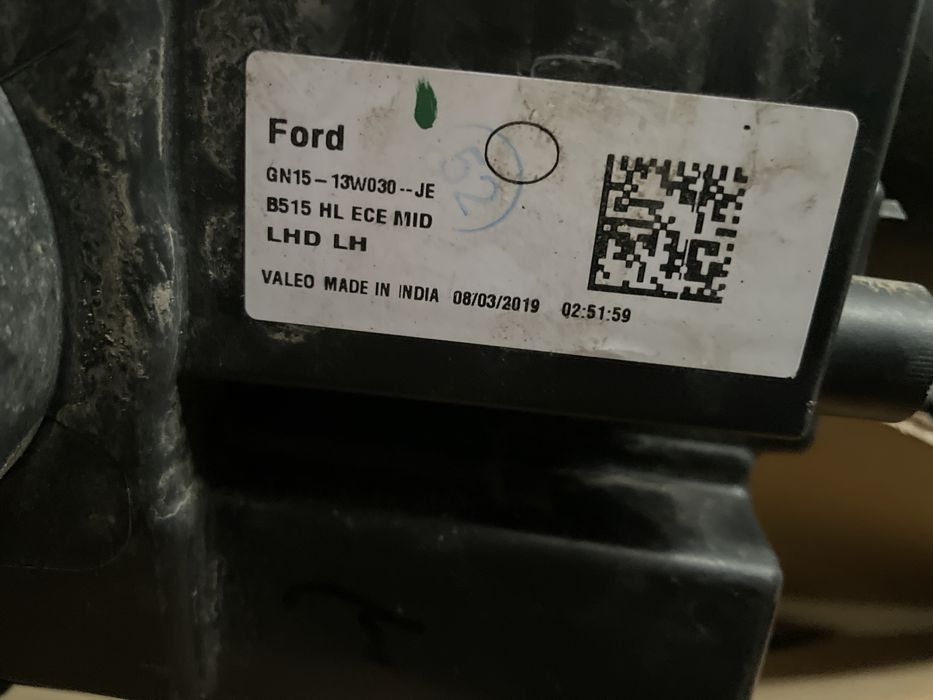 Ford
GN15-13W030--JE
B515 HL ECE MID
LHD LH
VALEO MADE IN INDIA 08/03/2019 02:51:59